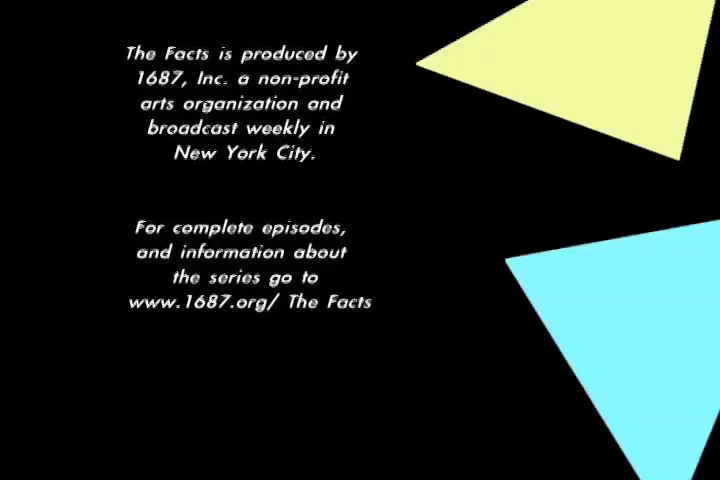 The Facts is produced by
1687, Inc. a non-profit
arts organization and
broadcast weekly in
New York City.
For complete episodes,
and information about
the series go to
www.1687.org/ The Facts